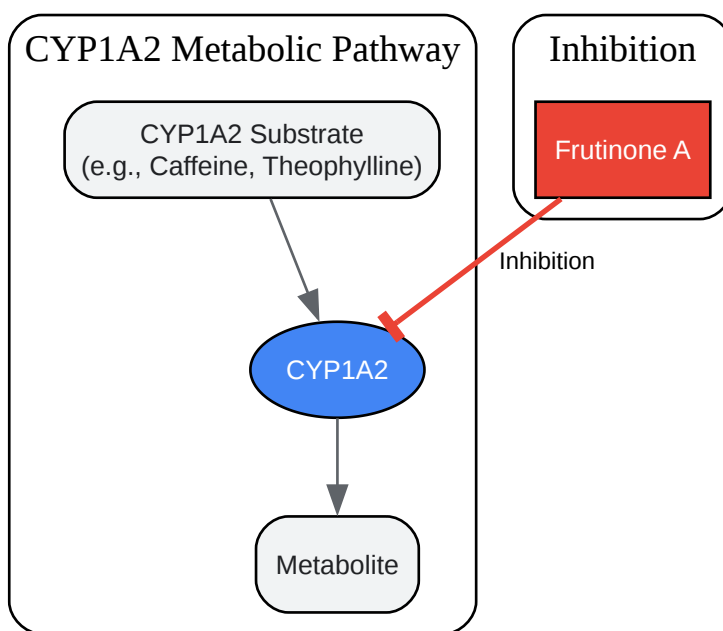 CYP1A2 Metabolic Pathway
Inhibition
CYP1A2 Substrate
(e.g., Caffeine, Theophylline)
Frutinone A
Inhibition
CYP1A2
Metabolite